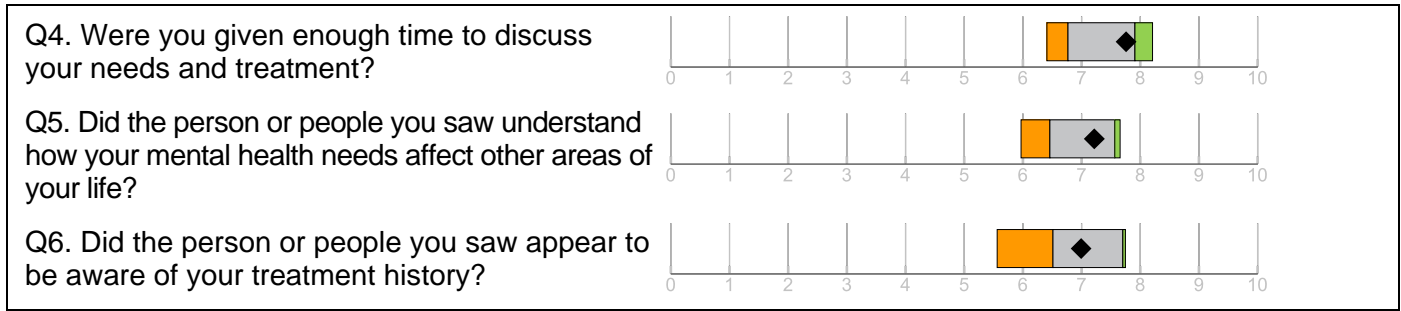 Q4. Were you given enough time to discuss
your needs and treatment?
0 1 2 3 4 5 6 7 8 9 10
Q5. Did the person or people you saw understand
how your mental health needs affect other areas of
your life?
0 1 2 3 4 5 6 7 8 9 10
Q6. Did the person or people you saw appear to
be aware of your treatment history?
0 1 2 3 4 5 6 7 8 9 10